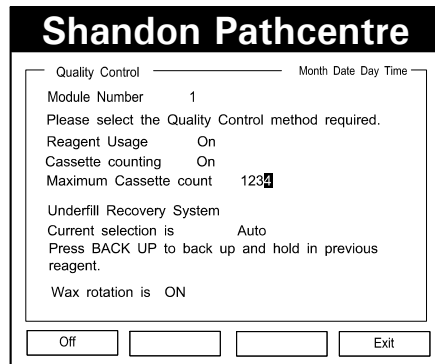 Shandon Pathcentre
Quality Control Month Date Day Time
Module Number 1
Please select the Quality Control method required.
Reagent Usage On
Cassette counting On
Maximum Cassette count 1234
Underfill Recovery System
Current selection is Auto
Press BACK UP to back up and hold in previous
reagent.
Wax rotation is ON
Off Exit